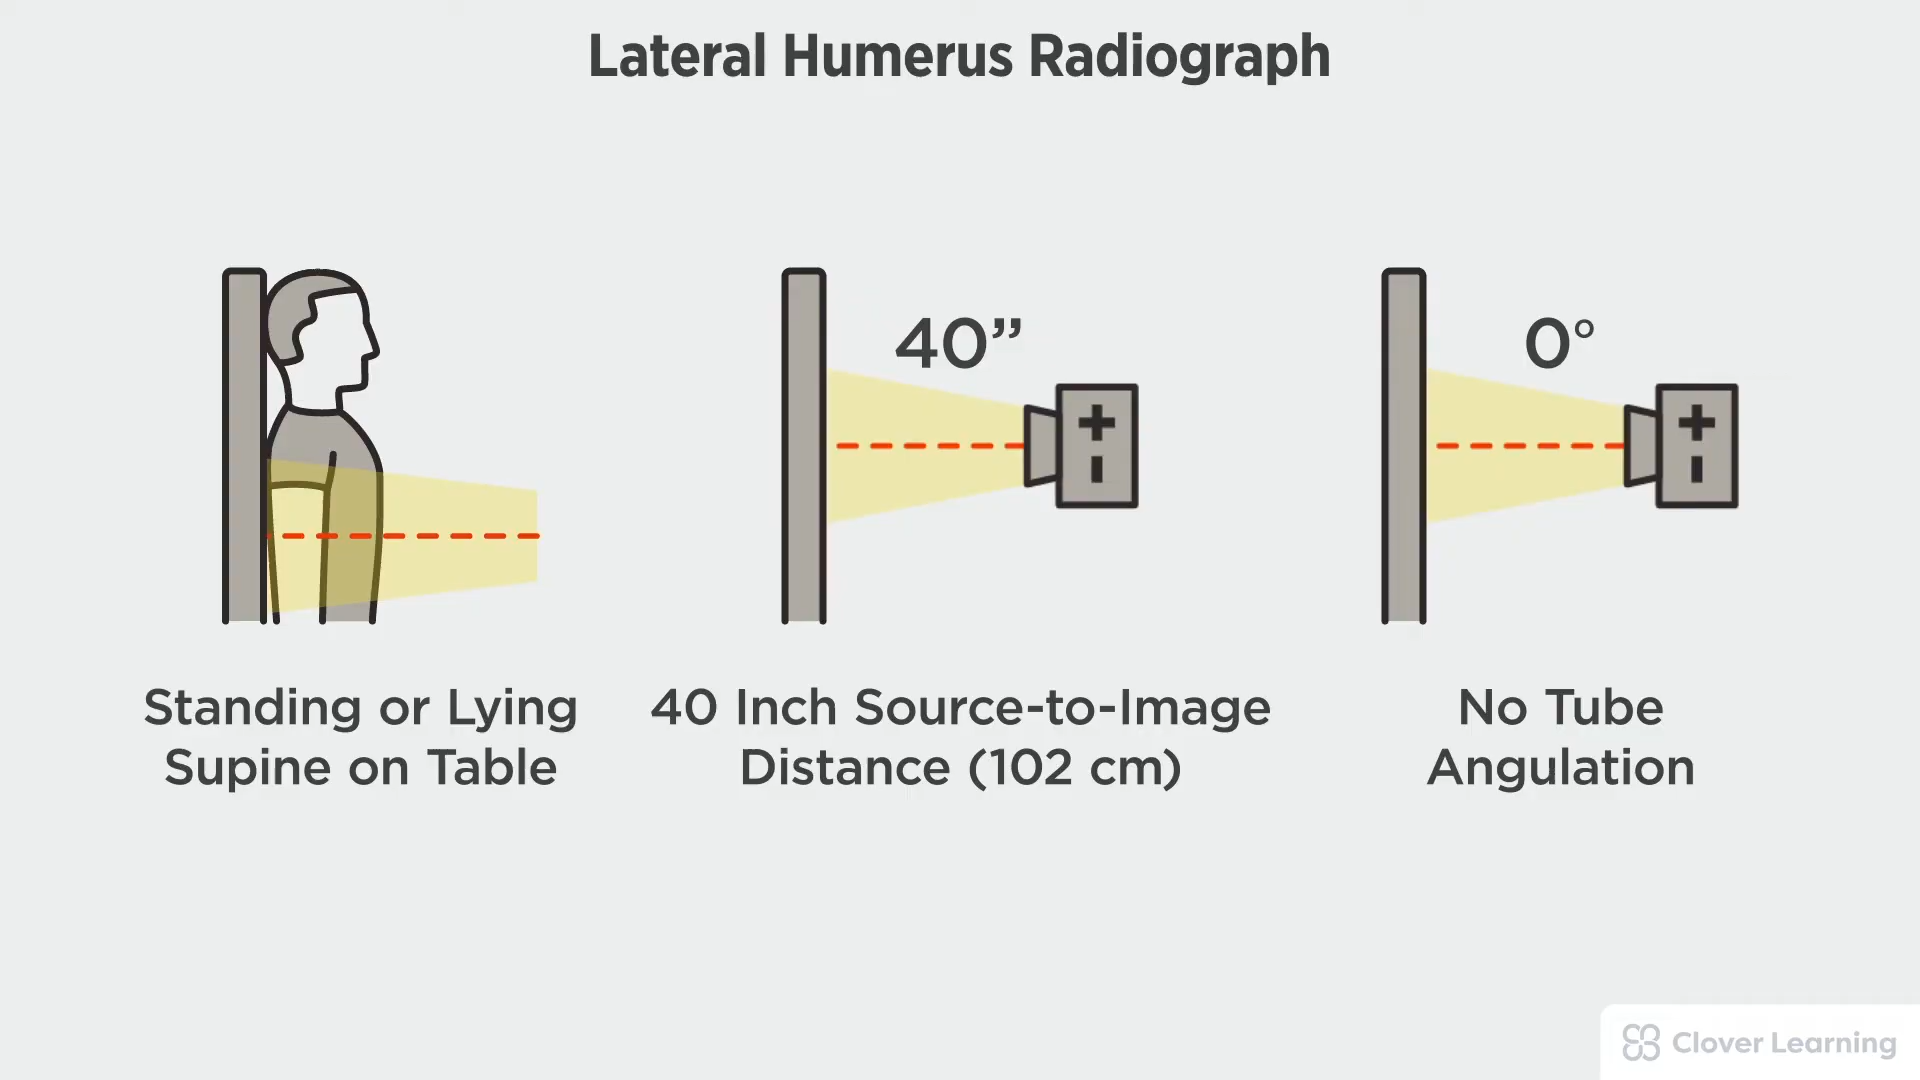 Lateral Humerus Radiograph
40”
0°
+
-
+
-
Standing or Lying
Supine on Table
40 Inch Source-to-Image
Distance (102 cm)
No Tube
Angulation
Clover Learning